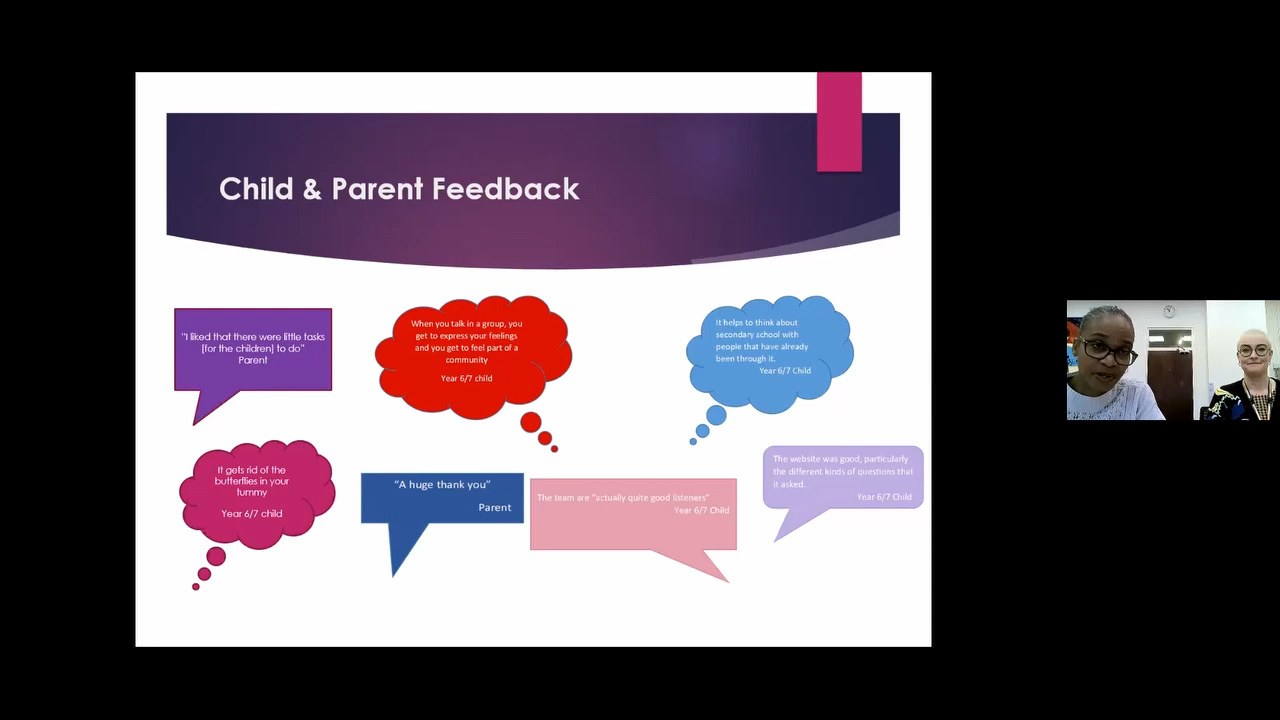 Child & Parent Feedback
"I liked that there were little tasks
[for the children] to do"
Parent
When you talk in a group, you
get to express your feelings
and you get to feel part of a
community
Year 6/7 child
It helps to think about
secondary school with
people that have already
been through it.
Year 6/7 Child
It gets rid of the
butterflies in your
tummy
Year 6/7 child
“A huge thank you”
Parent
The team are “actually quite good listeners”
Year 6/7 Child
The website was good, particularly
the different kinds of questions that
it asked.
Year 6/7 Child